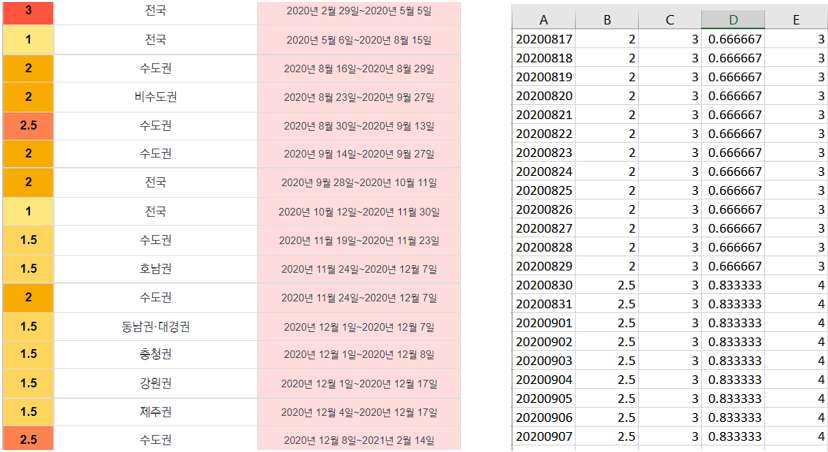 3 전국 2020년 2월 29일~2020년 5월 5일
1 전국 2020년 5월 6일~2020년 8월 15일
2 수도권 2020년 8월 16일~2020년 8월 29일
2 비수도권 2020년 8월 23일~2020년 9월 27일
2.5 수도권 2020년 8월 30일~2020년 9월 13일
2 수도권 2020년 9월 14일~2020년 9월 27일
2 전국 2020년 9월 28일~2020년 10월 11일
1 전국 2020년 10월 12일~2020년 11월 30일
1.5 수도권 2020년 11월 19일~2020년 11월 23일
1.5 호남권 2020년 11월 24일~2020년 12월 7일
2 수도권 2020년 11월 24일~2020년 12월 7일
1.5 동남권·대경권 2020년 12월 1일~2020년 12월 7일
1.5 충청권 2020년 12월 1일~2020년 12월 8일
1.5 강원권 2020년 12월 1일~2020년 12월 17일
1.5 제주권 2020년 12월 4일~2020년 12월 17일
2.5 수도권 2020년 12월 8일~2021년 2월 14일
A B C D E
20200817 2 3 0.666667 3
20200818 2 3 0.666667 3
20200819 2 3 0.666667 3
20200820 2 3 0.666667 3
20200821 2 3 0.666667 3
20200822 2 3 0.666667 3
20200823 2 3 0.666667 3
20200824 2 3 0.666667 3
20200825 2 3 0.666667 3
20200826 2 3 0.666667 3
20200827 2 3 0.666667 3
20200828 2 3 0.666667 3
20200829 2 3 0.666667 3
20200830 2.5 3 0.833333 4
20200831 2.5 3 0.833333 4
20200901 2.5 3 0.833333 4
20200902 2.5 3 0.833333 4
20200903 2.5 3 0.833333 4
20200904 2.5 3 0.833333 4
20200905 2.5 3 0.833333 4
20200906 2.5 3 0.833333 4
20200907 2.5 3 0.833333 4